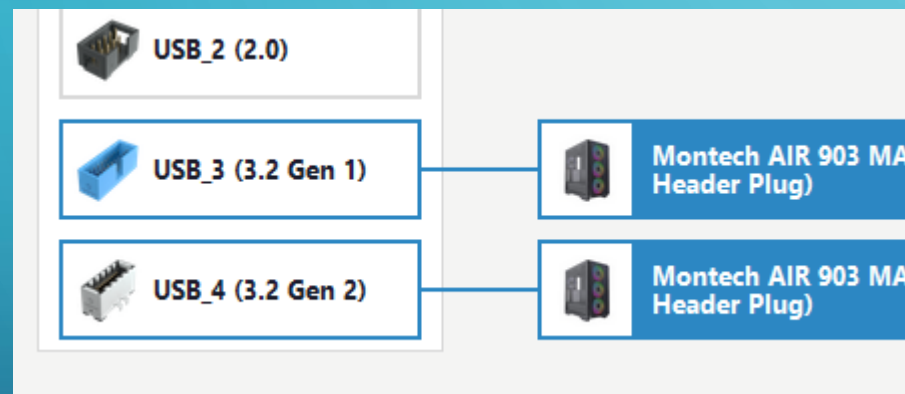 USB_2 (2.0)
USB_3 (3.2 Gen 1)
Montech AIR 903 MA
Header Plug)
USB_4 (3.2 Gen 2)
Montech AIR 903 MA
Header Plug)